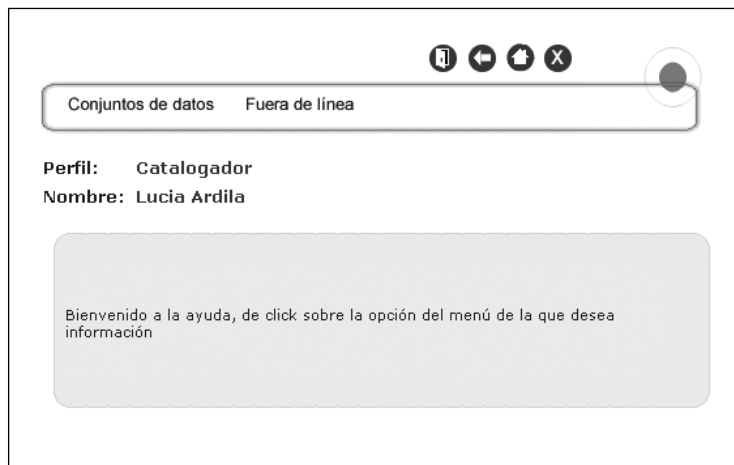 X
Conjuntos de datos Fuera de línea
Perfil: Catalogador
Nombre: Lucia Ardila
Bienvenido a la ayuda, de click sobre la opción del menú de la que desea
información